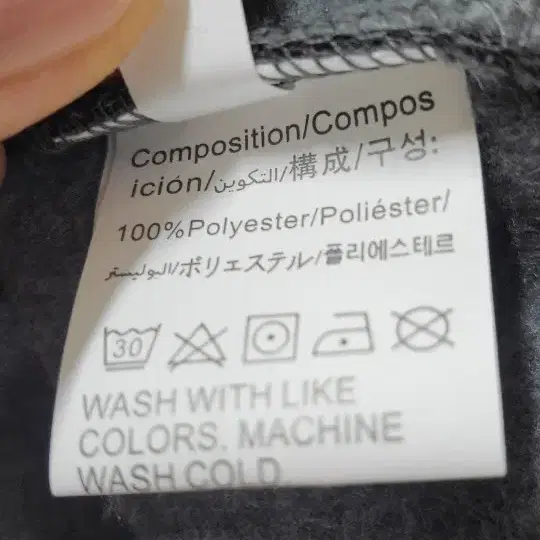 Composition/Compos
ición/التكوين/構成/구성:
100%Polyester/Poliéster/
البوليستر/ポリエステル/폴리에스테르
30
WASH WITH LIKE
COLORS. MACHINE
WASH COLD.